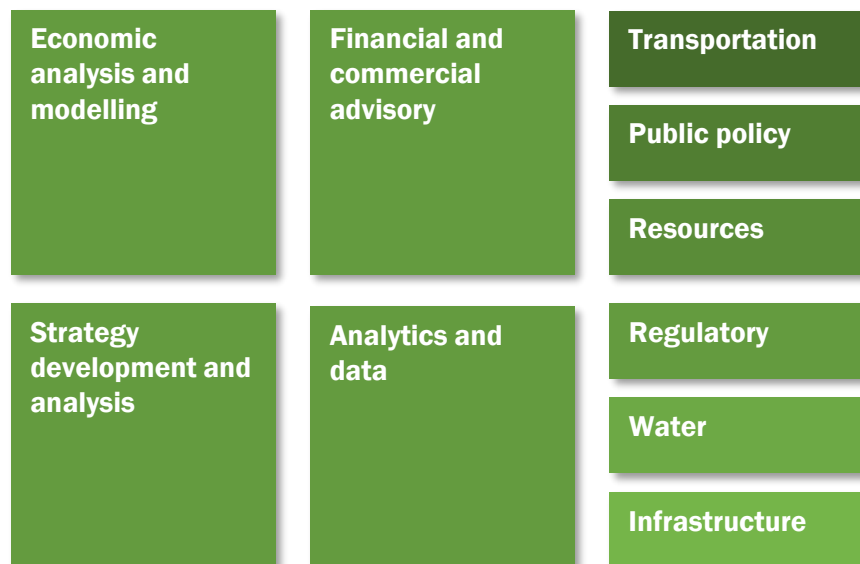 Economic
analysis and
modelling
Financial and
commercial
advisory
Transportation
Public policy
Resources
Strategy
development and
analysis
Analytics and
data
Regulatory
Water
Infrastructure